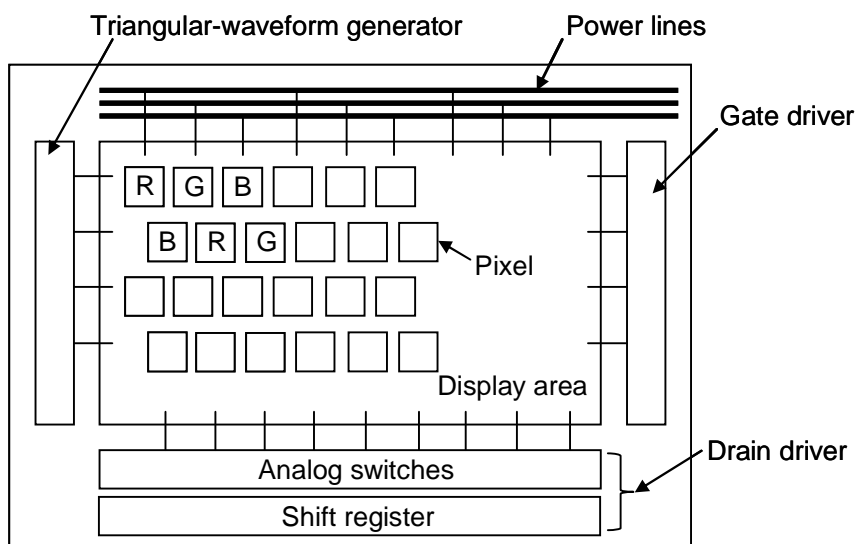 Triangular-waveform generator
Power lines
Gate driver
R G B
B R G
Pixel
Display area
Drain driver
Analog switches
Shift register